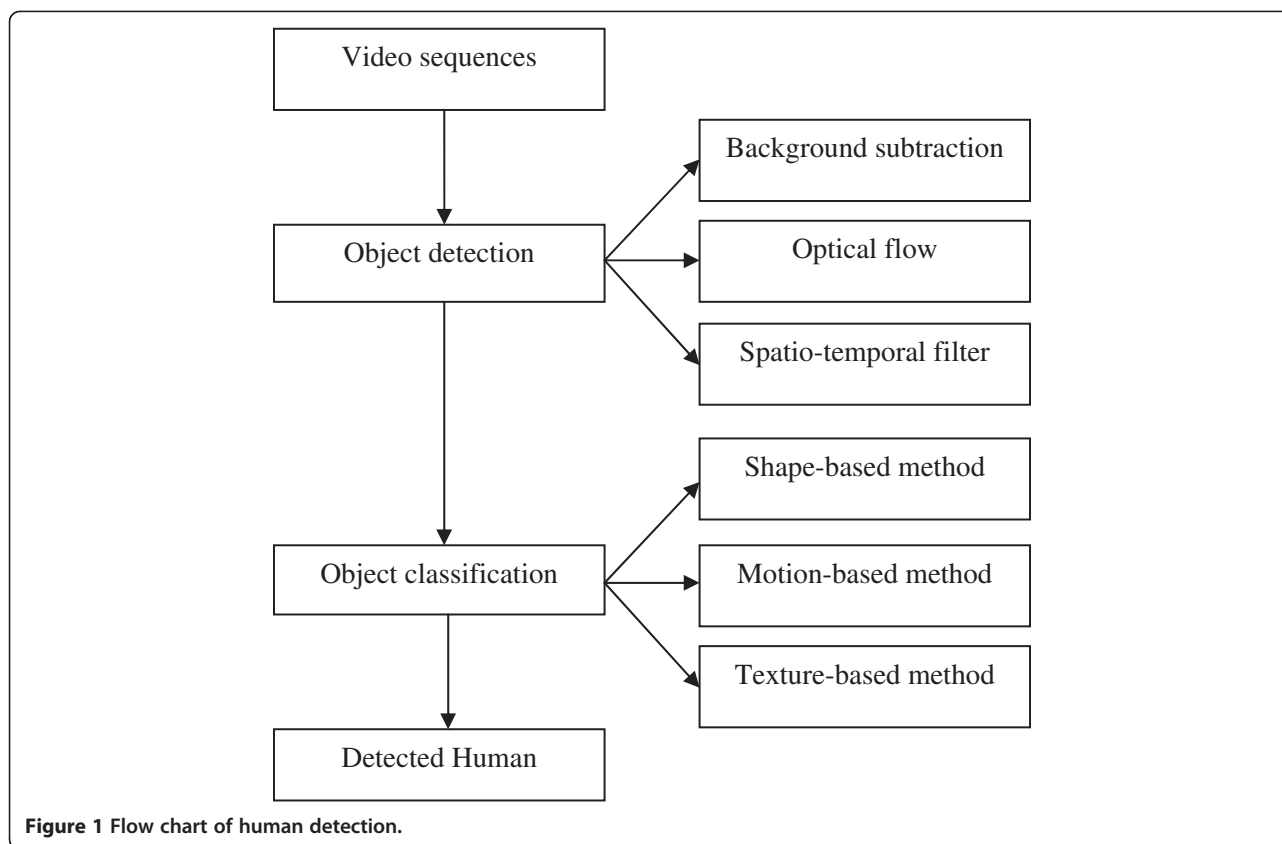 Video sequences
Background subtraction
Object detection
Optical flow
Spatio-temporal filter
Shape-based method
Object classification
Motion-based method
Texture-based method
Detected Human
Figure 1 Flow chart of human detection.